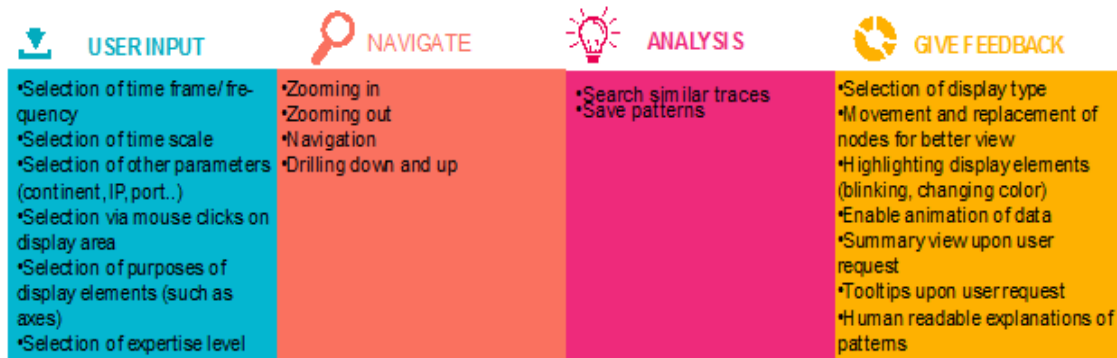 USER INPUT
•Selection of time frame/ fre-
quency
•Selection of time scale
•Selection of other parameters
(continent, IP, port..)
•Selection via mouse clicks on
display area
•Selection of purposes of
display elements (such as
axes)
•Selection of expertise level
NAVIGATE
•Zooming in
•Zooming out
•Navigation
•Drilling down and up
ANALYSIS
•Search similar traces
•Save patterns
GIVE FEEDBACK
•Selection of display type
•Movement and replacement of
nodes for better view
•Highlighting display elements
(blinking, changing color)
•Enable animation of data
•Summary view upon user
request
•Tooltips upon user request
•Human readable explanations of
patterns